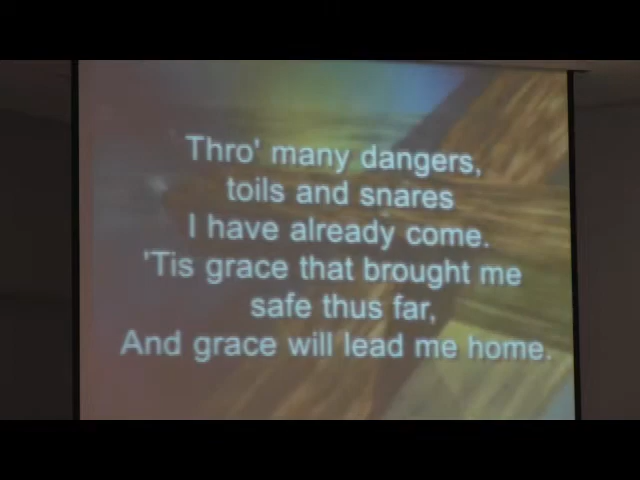 Thro' many dangers,
toils and snares
I have already come.
'Tis grace that brought me
safe thus far,
And grace will lead me home.